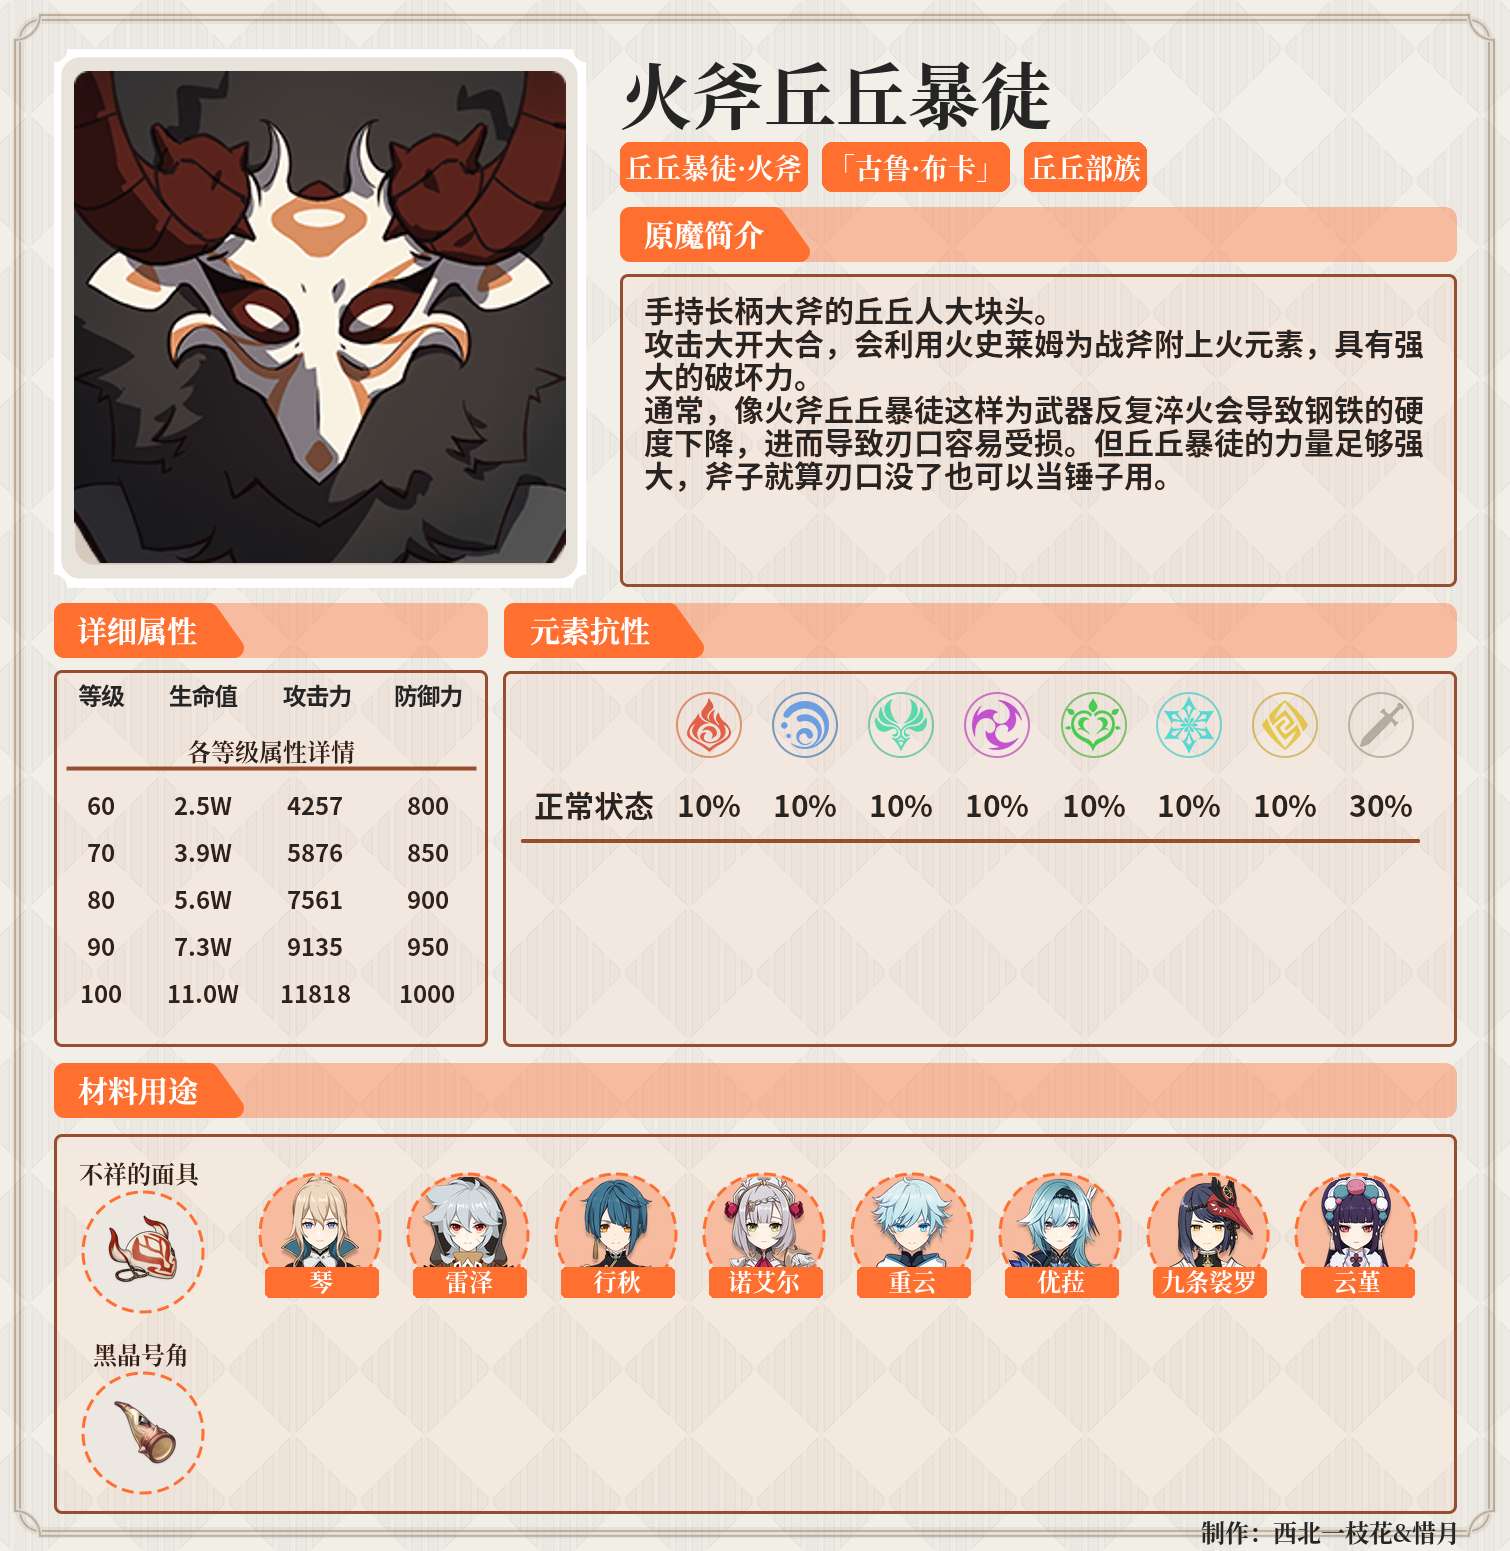 火斧丘丘暴徒
丘丘暴徒·火斧 「古鲁·布卡」 丘丘部族
原魔简介
手持长柄大斧的丘丘人大块头。
攻击大开大合，会利用火史莱姆为战斧附上火元素，具有强
大的破坏力。
通常，像火斧丘丘暴徒这样为武器反复淬火会导致钢铁的硬
度下降，进而导致刃口容易受损。但丘丘暴徒的力量足够强
大，斧子就算刃口没了也可以当锤子用。
详细属性
等级 生命值 攻击力 防御力
各等级属性详情
60 2.5W 4257 800
70 3.9W 5876 850
80 5.6W 7561 900
90 7.3W 9135 950
100 11.0W 11818 1000
元素抗性
正常状态 10% 10% 10% 10% 10% 10% 10% 30%
材料用途
不祥的面具
琴 雷泽 行秋 诺艾尔 重云 优菈 九条裟罗 云堇
黑晶号角
制作：西北一枝花&惜月